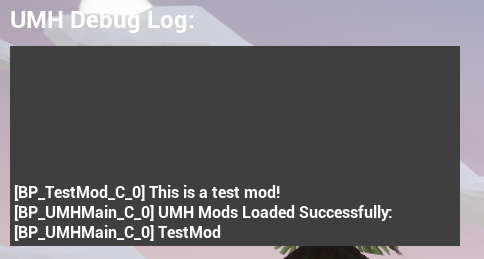 UMH Debug Log:
[BP_TestMod_C_0] This is a test mod!
[BP_UMHMain_C_0] UMH Mods Loaded Successfully:
[BP_UMHMain_C_0] TestMod